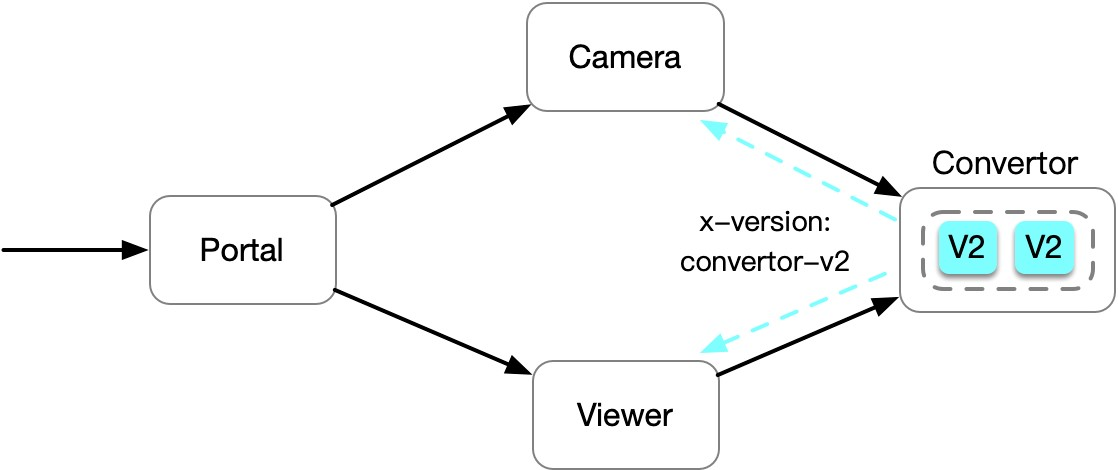 Camera
Convertor
Portal
x-version:
convertor-v2
V2 V2
Viewer